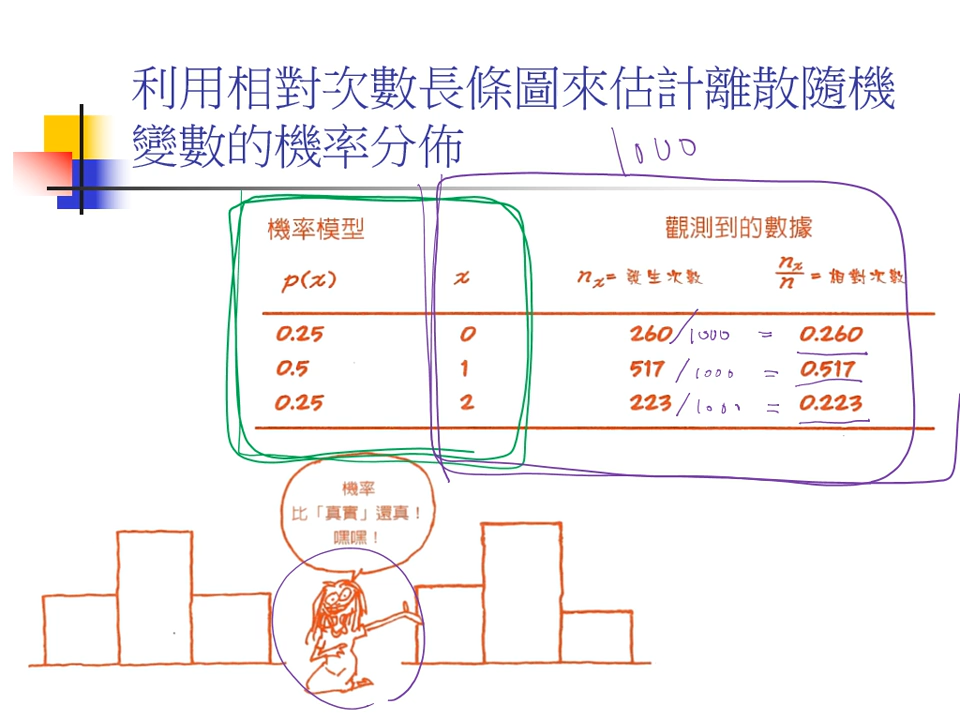 利用相對次數長條圖來估計離散隨機
變數的機率分佈
1000
機率模型 觀測到的數據
p(x) x nx = 發生次數 nx/n = 相對次數
0.25 0 260 /1000 = 0.260
0.5 1 517 /1000 = 0.517
0.25 2 223 /1000 = 0.223
機率
比「真實」還真！
嘿嘿！